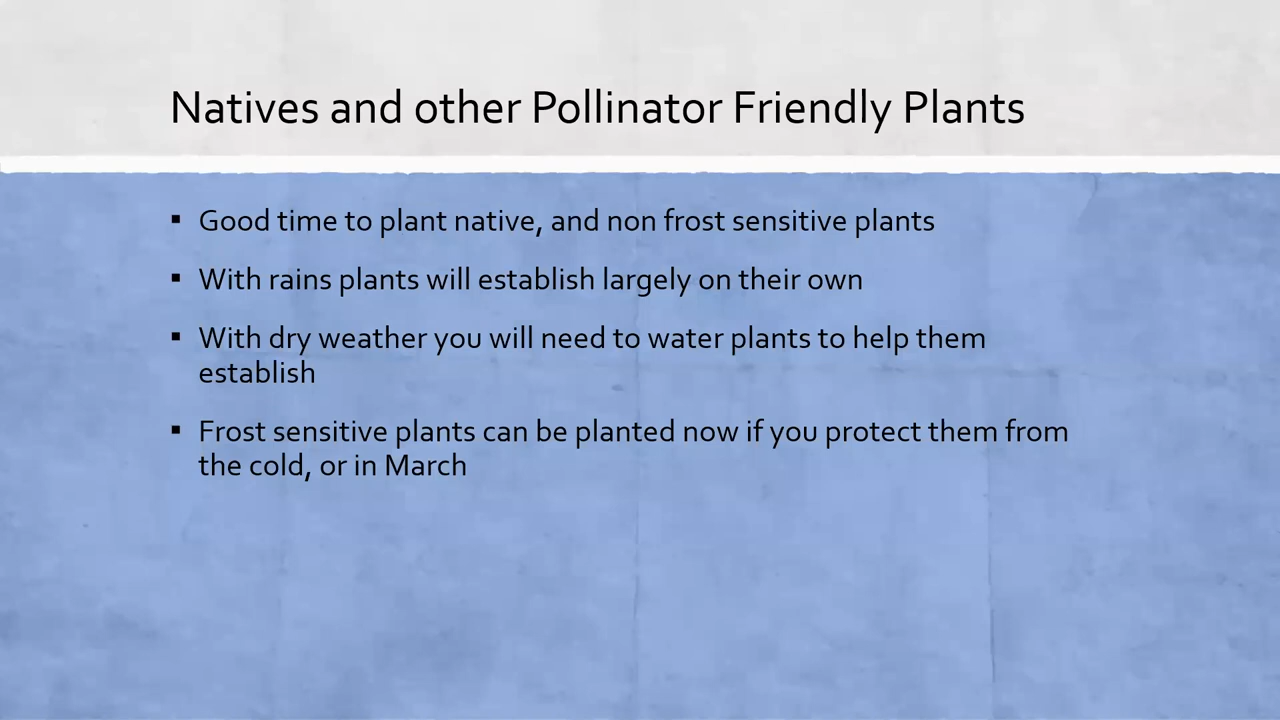 Natives and other Pollinator Friendly Plants
▪ Good time to plant native, and non frost sensitive plants
▪ With rains plants will establish largely on their own
▪ With dry weather you will need to water plants to help them
establish
▪ Frost sensitive plants can be planted now if you protect them from
the cold, or in March